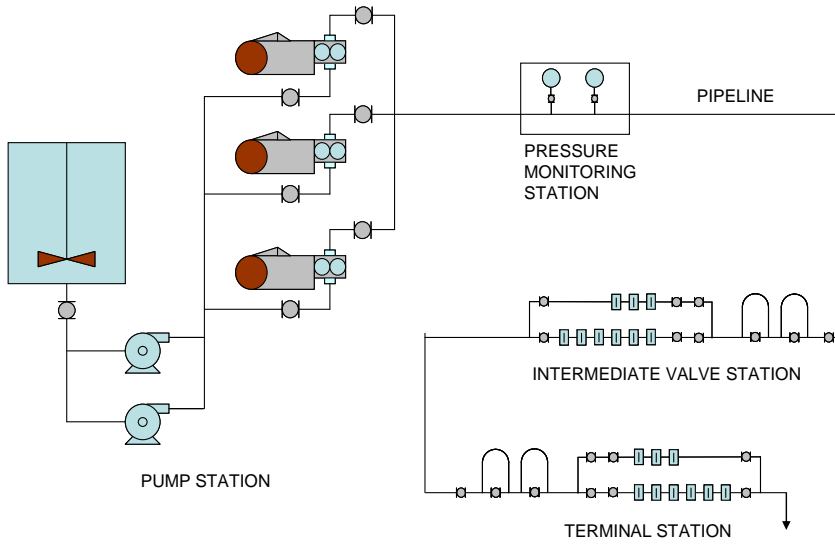 PIPELINE
PRESSURE
MONITORING
STATION
INTERMEDIATE VALVE STATION
PUMP STATION
TERMINAL STATION